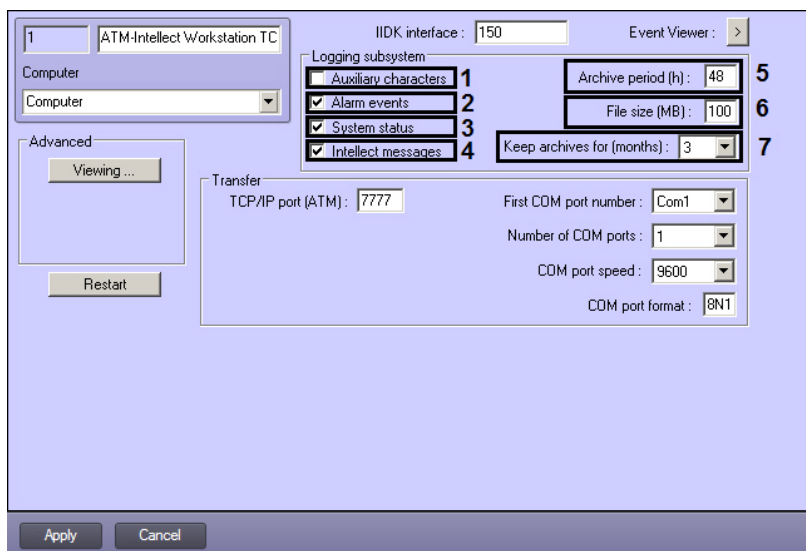 1 ATM-Intellect Workstation TC IIDK interface : 150 Event Viewer : >
Logging subsystem
Computer Auxiliary characters 1 Archive period (h) : 48 5
Computer Alarm events 2 File size (MB) : 100 6
System status 3
Advanced Intellect messages 4 Keep archives for (months) : 3 7
Viewing ...
Transfer
TCP/IP port (ATM) : 7777 First COM port number : Com1
Number of COM ports : 1
COM port speed : 9600
Restart COM port format : 8N1
Apply Cancel